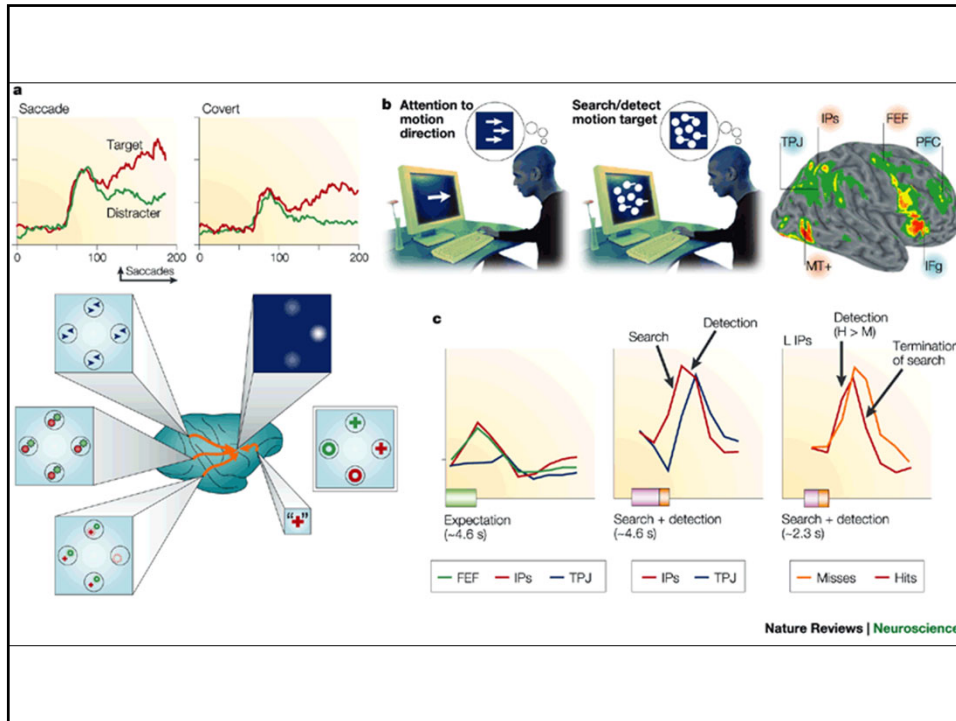 a
Saccade
Covert
Target
Distracter
0
100
200
0
100
200
Saccades
"+"
b
Attention to
motion
direction
Search/detect
motion target
TPJ
IPs
FEF
PFC
MT+
IFg
c
Search
Detection
L IPs
Detection
(H > M)
Termination
of search
Expectation
(~4.6 s)
Search + detection
(~4.6 s)
Search + detection
(~2.3 s)
FEF IPs TPJ
IPs TPJ
Misses Hits
Nature Reviews | Neuroscience